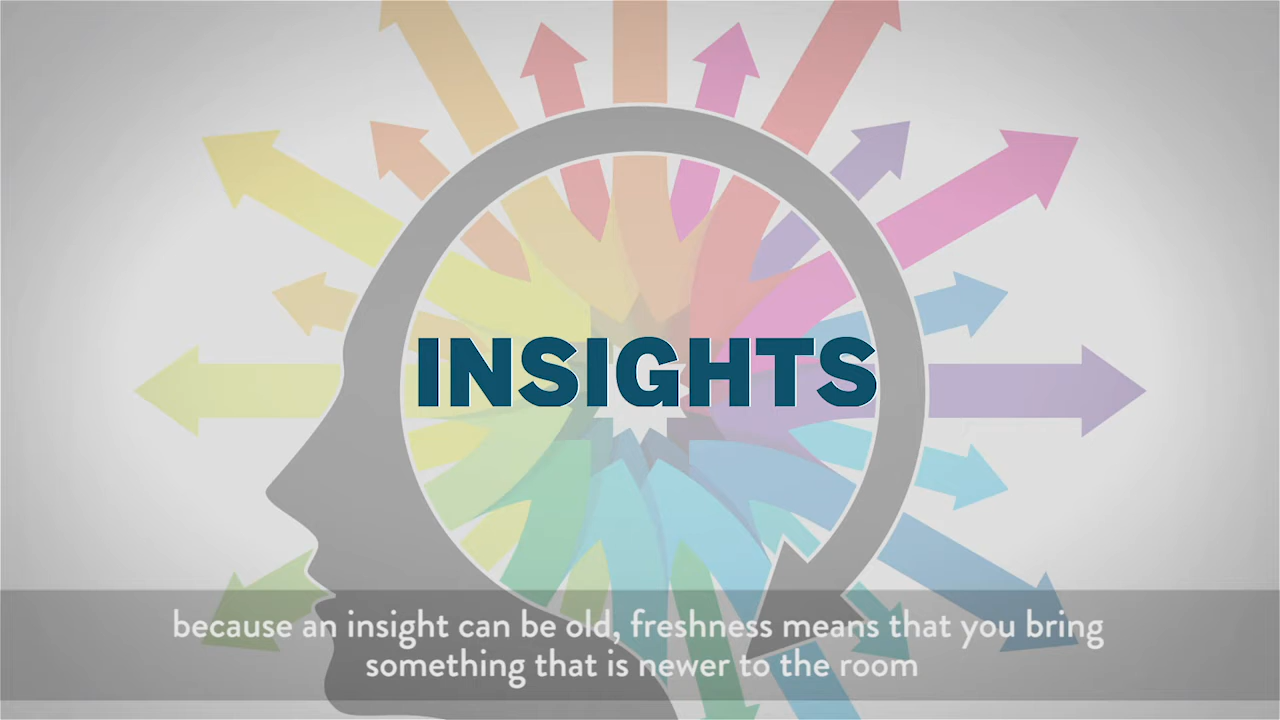 INSIGHTS
because an insight can be old, freshness means that you bring
something that is newer to the room